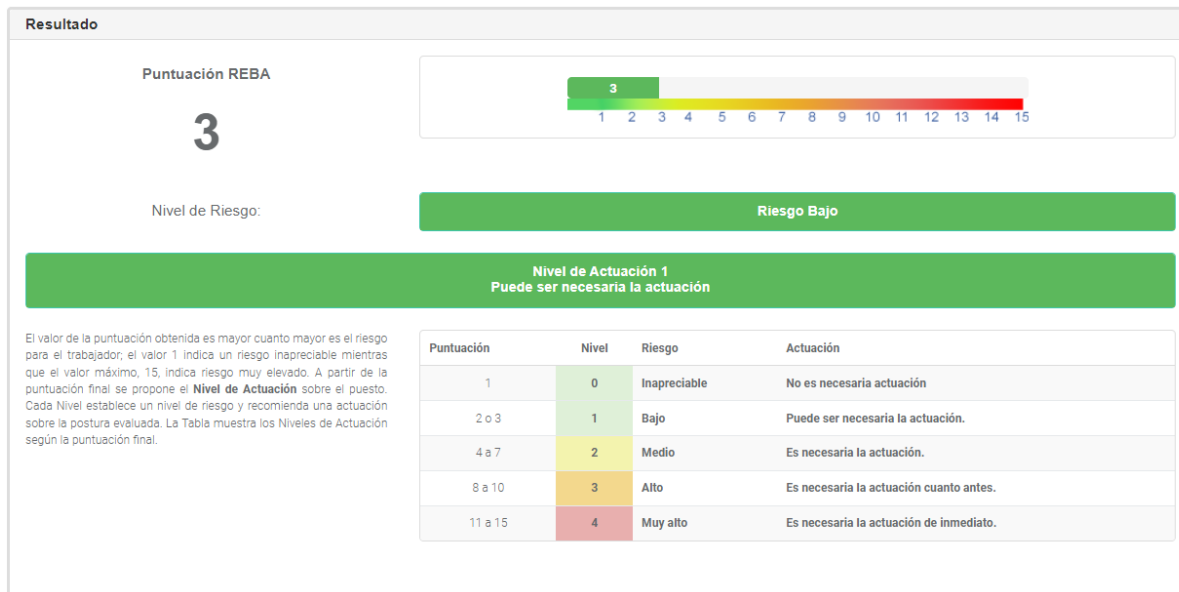 Resultado
Puntuación REBA
3
3
1 2 3 4 5 6 7 8 9 10 11 12 13 14 15
Nivel de Riesgo:
Riesgo Bajo
Nivel de Actuación 1
Puede ser necesaria la actuación
El valor de la puntuación obtenida es mayor cuanto mayor es el riesgo
para el trabajador; el valor 1 indica un riesgo inapreciable mientras
que el valor máximo, 15, indica riesgo muy elevado. A partir de la
puntuación final se propone el Nivel de Actuación sobre el puesto.
Cada Nivel establece un nivel de riesgo y recomienda una actuación
sobre la postura evaluada. La Tabla muestra los Niveles de Actuación
según la puntuación final.
Puntuación Nivel Riesgo Actuación
1 0 Inapreciable No es necesaria actuación
2 o 3 1 Bajo Puede ser necesaria la actuación.
4 a 7 2 Medio Es necesaria la actuación.
8 a 10 3 Alto Es necesaria la actuación cuanto antes.
11 a 15 4 Muy alto Es necesaria la actuación de inmediato.